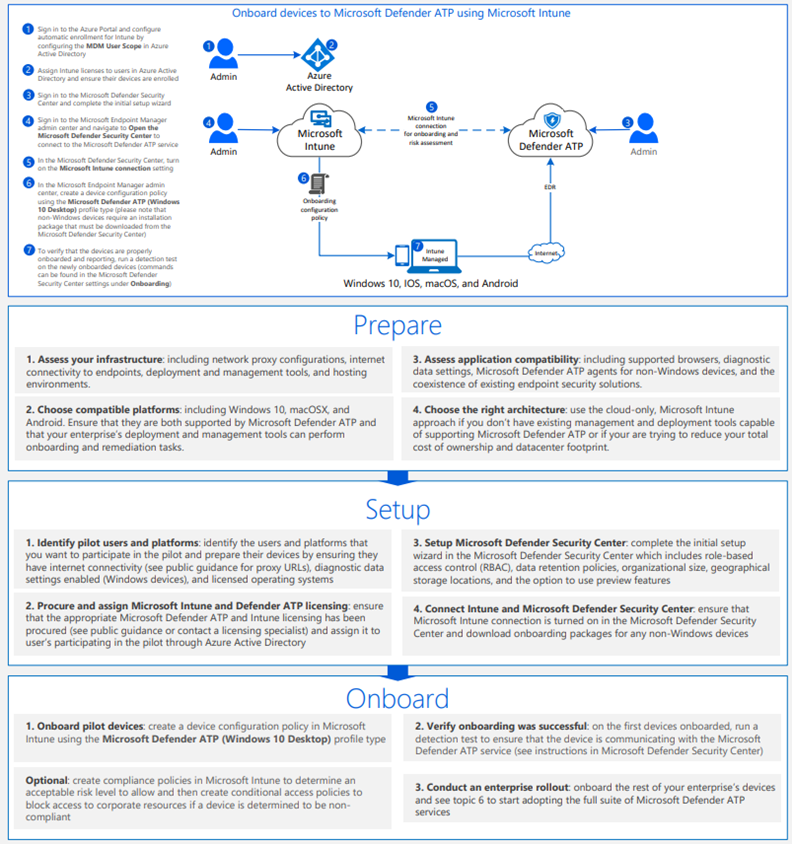 Onboard devices to Microsoft Defender ATP using Microsoft Intune
1 Sign in to the Azure Portal and configure
automatic enrollment for Intune by
configuring the MDM User Scope in Azure
Active Directory
2 Assign Intune licenses to users in Azure Active
Directory and ensure their devices are enrolled
3 Sign in to the Microsoft Defender Security
Center and complete the initial setup wizard
4 Sign in to the Microsoft Endpoint Manager
admin center and navigate to Open the
Microsoft Defender Security Center to
connect to the Microsoft Defender ATP service
5 In the Microsoft Defender Security Center, turn
on the Microsoft Intune connection setting
6 In the Microsoft Endpoint Manager admin
center, create a device configuration policy
using the Microsoft Defender ATP (Windows
10 Desktop) profile type (please note that
non-Windows devices require an installation
package that must be downloaded from the
Microsoft Defender Security Center)
7 To verify that the devices are properly
onboarded and reporting, run a detection test
on the newly onboarded devices (commands
can be found in the Microsoft Defender
Security Center settings under Onboarding)
1
Admin
2
Azure
Active Directory
4
Admin
Microsoft
Intune
5
Microsoft Intune
connection
for onboarding and
risk assessment
Microsoft
Defender ATP
3
Admin
6
Onboarding
configuration
policy
EDR
7
Intune
Managed
Internet
Windows 10, IOS, macOS, and Android
Prepare
1. Assess your infrastructure: including network proxy configurations, internet
connectivity to endpoints, deployment and management tools, and hosting
environments.
2. Choose compatible platforms: including Windows 10, macOSX, and
Android. Ensure that they are both supported by Microsoft Defender ATP and
that your enterprise's deployment and management tools can perform
onboarding and remediation tasks.
3. Assess application compatibility: including supported browsers, diagnostic
data settings, Microsoft Defender ATP agents for non-Windows devices, and the
coexistence of existing endpoint security solutions.
4. Choose the right architecture: use the cloud-only, Microsoft Intune
approach if you don't have existing management and deployment tools capable
of supporting Microsoft Defender ATP or if your are trying to reduce your total
cost of ownership and datacenter footprint.
Setup
1. Identify pilot users and platforms: identify the users and platforms that
you want to participate in the pilot and prepare their devices by ensuring they
have internet connectivity (see public guidance for proxy URLs), diagnostic data
settings enabled (Windows devices), and licensed operating systems
2. Procure and assign Microsoft Intune and Defender ATP licensing: ensure
that the appropriate Microsoft Defender ATP and Intune licensing has been
procured (see public guidance or contact a licensing specialist) and assign it to
user's participating in the pilot through Azure Active Directory
3. Setup Microsoft Defender Security Center: complete the initial setup
wizard in the Microsoft Defender Security Center which includes role-based
access control (RBAC), data retention policies, organizational size, geographical
storage locations, and the option to use preview features
4. Connect Intune and Microsoft Defender Security Center: ensure that
Microsoft Intune connection is turned on in the Microsoft Defender Security
Center and download onboarding packages for any non-Windows devices
Onboard
1. Onboard pilot devices: create a device configuration policy in Microsoft
Intune using the Microsoft Defender ATP (Windows 10 Desktop) profile type
Optional: create compliance policies in Microsoft Intune to determine an
acceptable risk level to allow and then create conditional access policies to
block access to corporate resources if a device is determined to be non-
compliant
2. Verify onboarding was successful: on the first devices onboarded, run a
detection test to ensure that the device is communicating with the Microsoft
Defender ATP service (see instructions in Microsoft Defender Security Center)
3. Conduct an enterprise rollout: onboard the rest of your enterprise's devices
and see topic 6 to start adopting the full suite of Microsoft Defender ATP
services